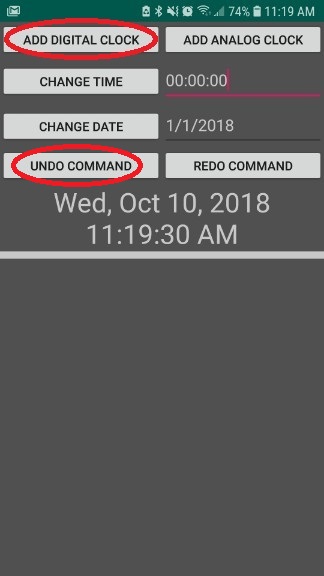 74% 11:19 AM
ADD DIGITAL CLOCK ADD ANALOG CLOCK
CHANGE TIME 00:00:00
CHANGE DATE 1/1/2018
UNDO COMMAND REDO COMMAND
Wed, Oct 10, 2018
11:19:30 AM